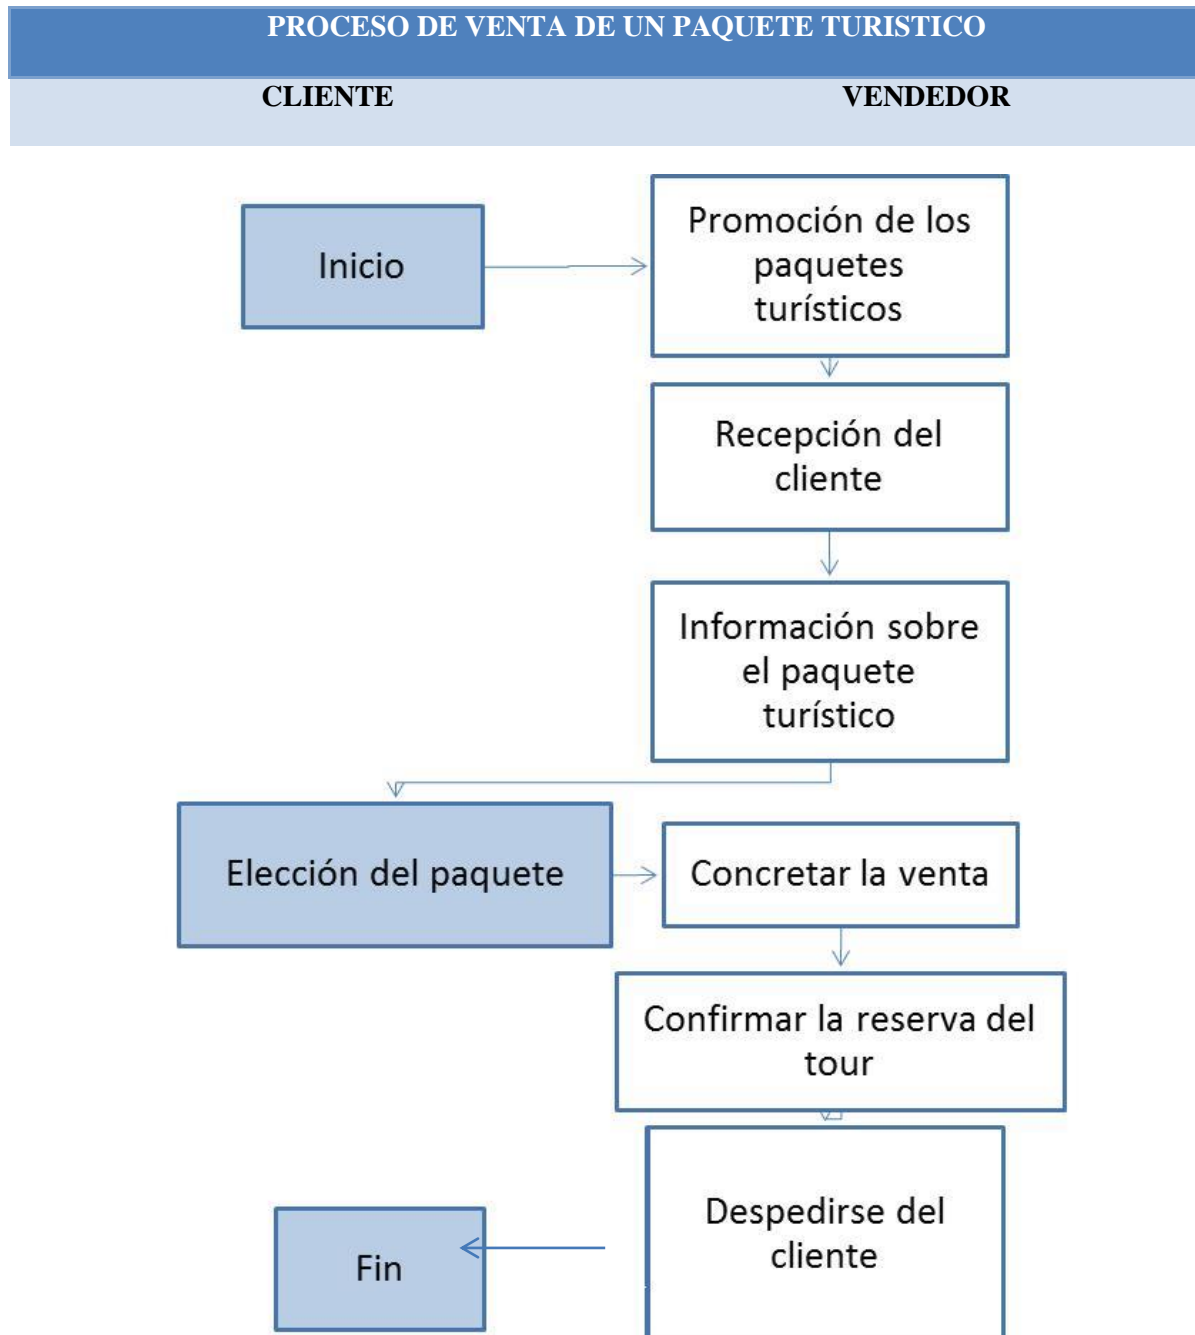 PROCESO DE VENTA DE UN PAQUETE TURISTICO
CLIENTE VENDEDOR
Inicio
Promoción de los
paquetes
turísticos
Recepción del
cliente
Información sobre
el paquete
turístico
Elección del paquete
Concretar la venta
Confirmar la reserva del
tour
Despedirse del
cliente
Fin